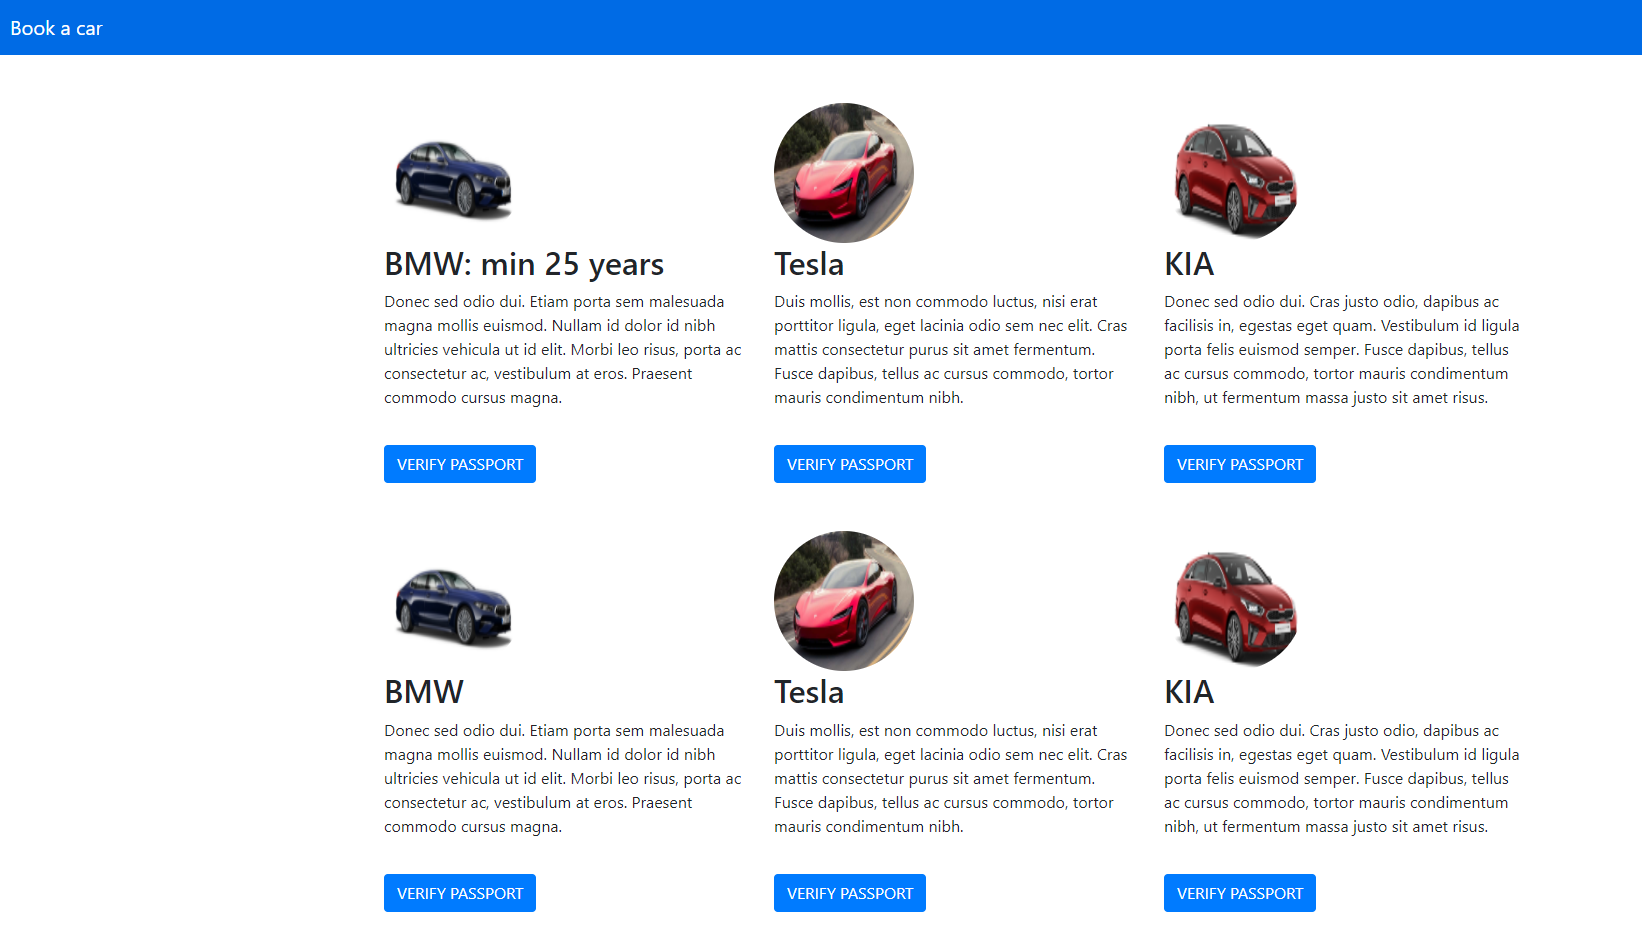 Book a car
BMW: min 25 years
Donec sed odio dui. Etiam porta sem malesuada
magna mollis euismod. Nullam id dolor id nibh
ultricies vehicula ut id elit. Morbi leo risus, porta ac
consectetur ac, vestibulum at eros. Praesent
commodo cursus magna.
VERIFY PASSPORT
Tesla
Duis mollis, est non commodo luctus, nisi erat
porttitor ligula, eget lacinia odio sem nec elit. Cras
mattis consectetur purus sit amet fermentum.
Fusce dapibus, tellus ac cursus commodo, tortor
mauris condimentum nibh.
VERIFY PASSPORT
KIA
Donec sed odio dui. Cras justo odio, dapibus ac
facilisis in, egestas eget quam. Vestibulum id ligula
porta felis euismod semper. Fusce dapibus, tellus
ac cursus commodo, tortor mauris condimentum
nibh, ut fermentum massa justo sit amet risus.
VERIFY PASSPORT
BMW
Donec sed odio dui. Etiam porta sem malesuada
magna mollis euismod. Nullam id dolor id nibh
ultricies vehicula ut id elit. Morbi leo risus, porta ac
consectetur ac, vestibulum at eros. Praesent
commodo cursus magna.
VERIFY PASSPORT
Tesla
Duis mollis, est non commodo luctus, nisi erat
porttitor ligula, eget lacinia odio sem nec elit. Cras
mattis consectetur purus sit amet fermentum.
Fusce dapibus, tellus ac cursus commodo, tortor
mauris condimentum nibh.
VERIFY PASSPORT
KIA
Donec sed odio dui. Cras justo odio, dapibus ac
facilisis in, egestas eget quam. Vestibulum id ligula
porta felis euismod semper. Fusce dapibus, tellus
ac cursus commodo, tortor mauris condimentum
nibh, ut fermentum massa justo sit amet risus.
VERIFY PASSPORT